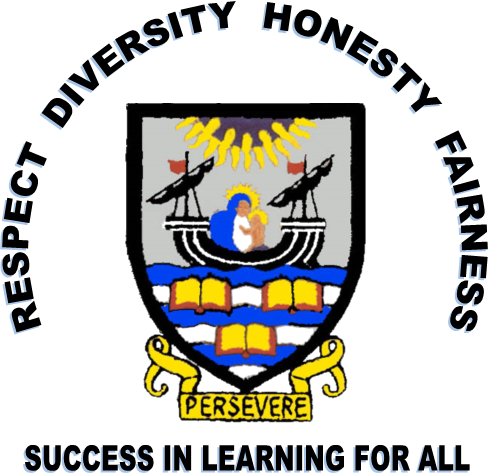 RESPECT DIVERSITY HONESTY FAIRNESS
PERSEVERE
SUCCESS IN LEARNING FOR ALL